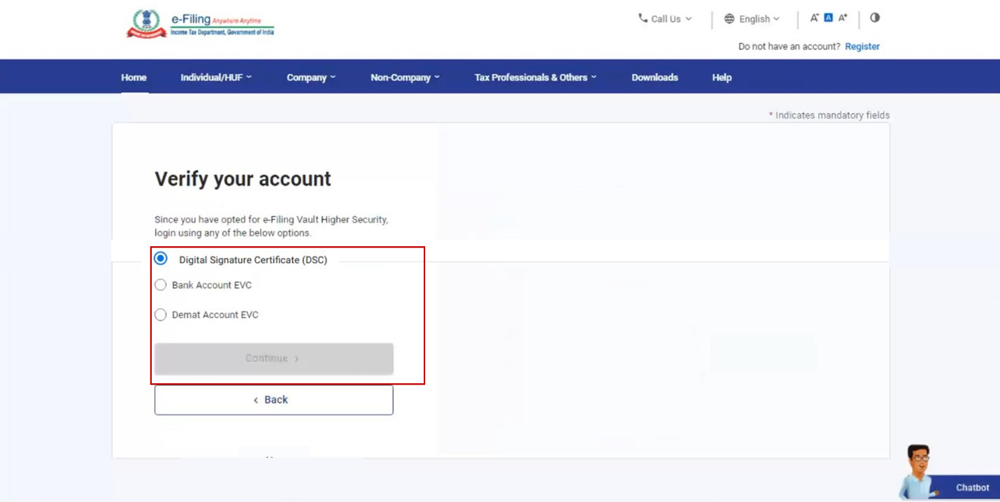 e-Filing Anywhere Anytime
Income Tax Department, Government of India
Call Us
English
A- A A+
Do not have an account? Register
Home Individual/HUF Company Non-Company Tax Professionals & Others Downloads Help
* Indicates mandatory fields
Verify your account
Since you have opted for e-Filing Vault Higher Security,
login using any of the below options.
Digital Signature Certificate (DSC)
Bank Account EVC
Demat Account EVC
Continue >
< Back
Chatbot